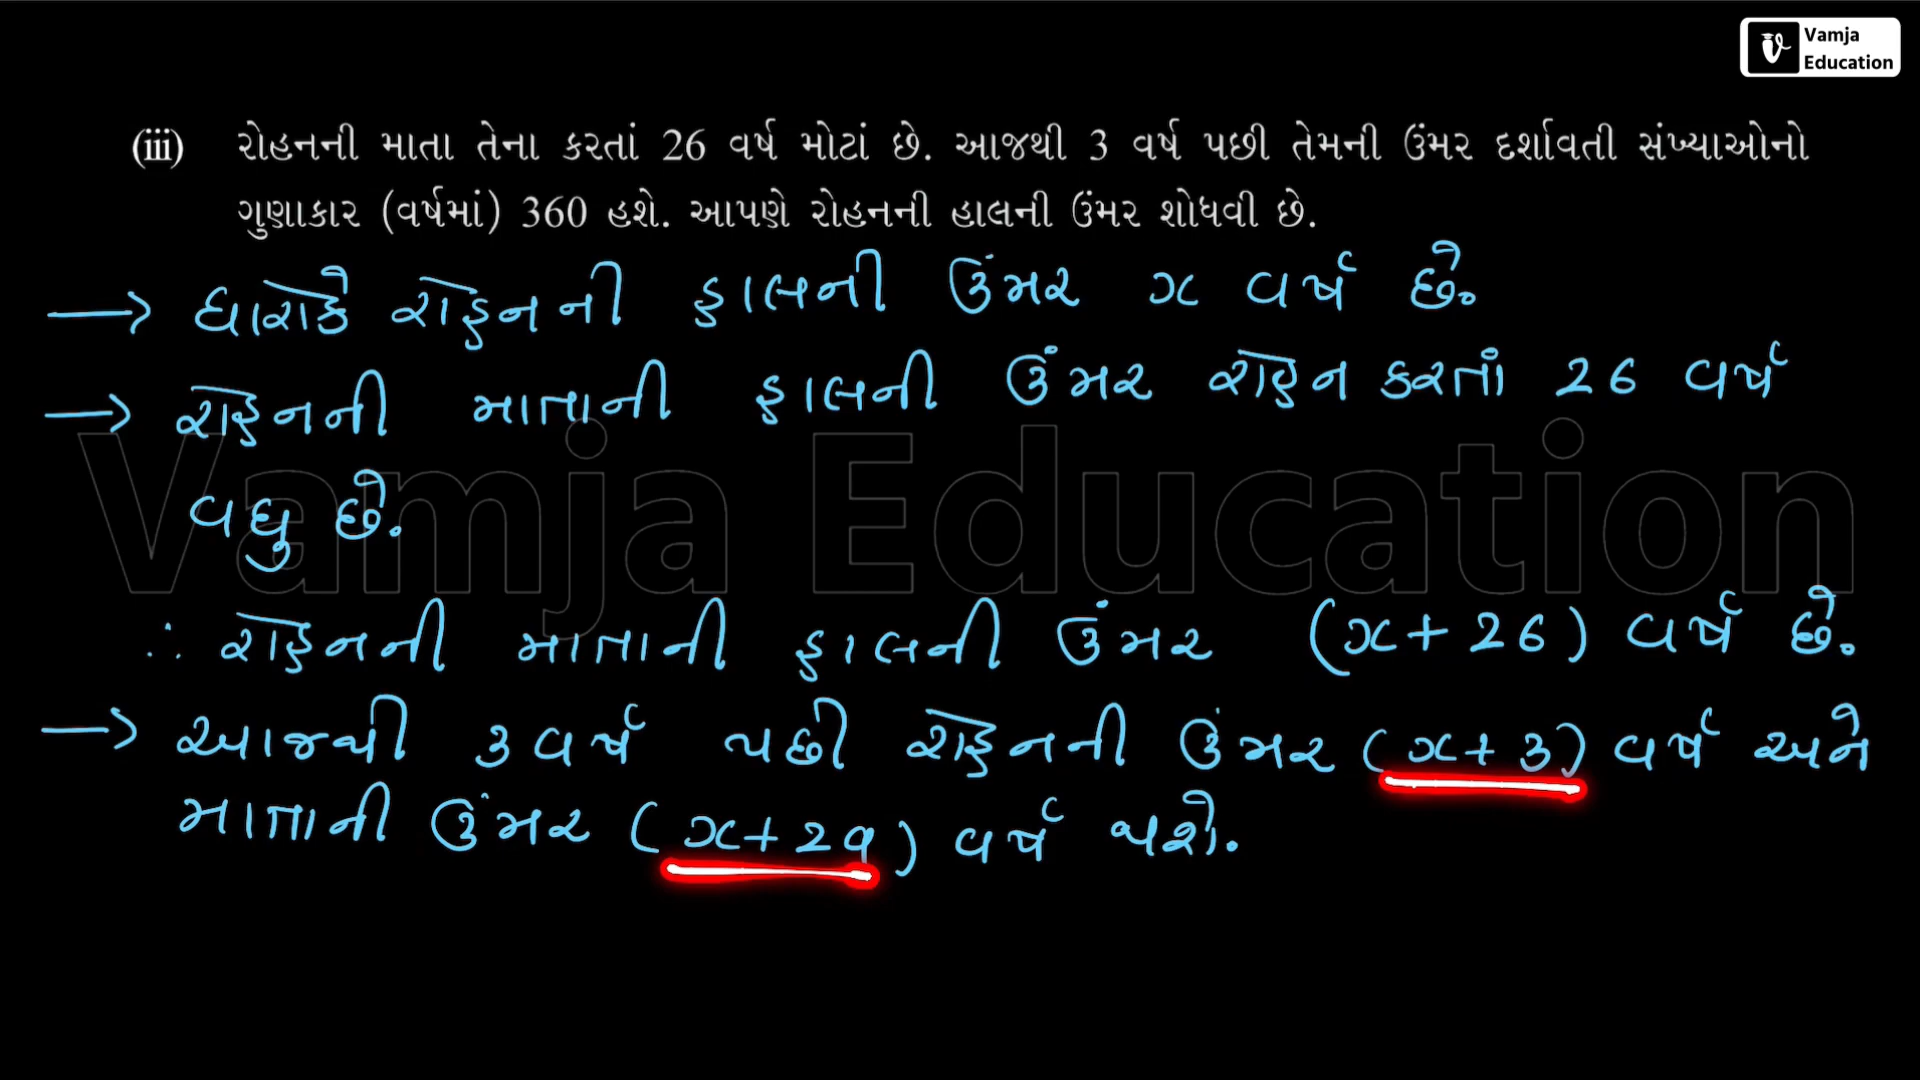 Vamja
Education
(iii) રોહનની માતા તેના કરતાં 26 વર્ષ મોટાં છે. આજથી 3 વર્ષ પછી તેમની ઉંમર દર્શાવતી સંખ્યાઓનો
ગુણાકાર (વર્ષમાં) 360 હશે. આપણે રોહનની હાલની ઉંમર શોધવી છે.
→ ધારોકે રોહનની હાલની ઉંમર x વર્ષ છે.
→ રોહનની માતાની હાલની ઉંમર રોહન કરતાં 26 વર્ષ
વધુ છે.
Vamja Education
∴ રોહનની માતાની હાલની ઉંમર (x + 26) વર્ષ છે.
→ આજથી 3 વર્ષ પછી રોહનની ઉંમર (x + 3) વર્ષ અને
માતાની ઉંમર (x + 29) વર્ષ થશે.